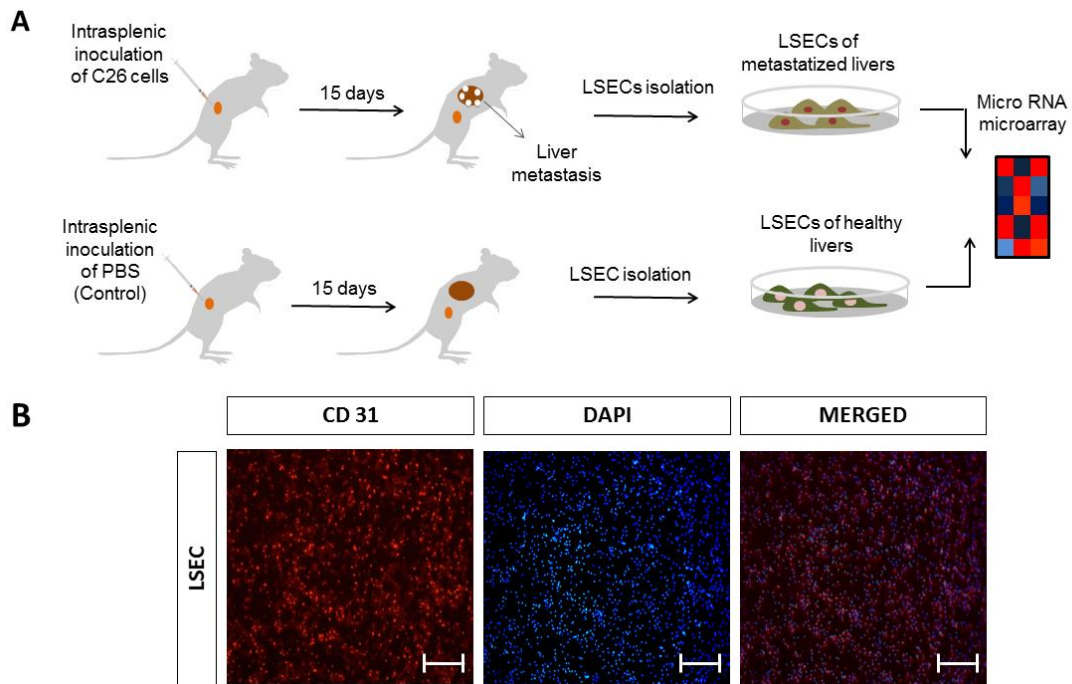 A
Intrasplenic
inoculation
of C26 cells
15 days
Liver
metastasis
LSECs isolation
LSECs of
metastatized livers
Micro RNA
microarray
Intrasplenic
inoculation
of PBS
(Control)
15 days
LSEC isolation
LSECs of healthy
livers
B
CD 31
DAPI
MERGED
LSEC